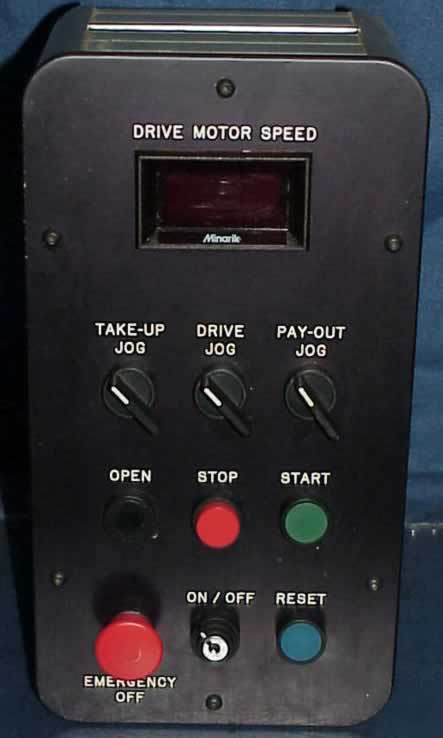 DRIVE MOTOR SPEED
Minarik
TAKE-UP
JOG
DRIVE
JOG
PAY-OUT
JOG
OPEN
STOP
START
ON / OFF
RESET
EMERGENCY
OFF